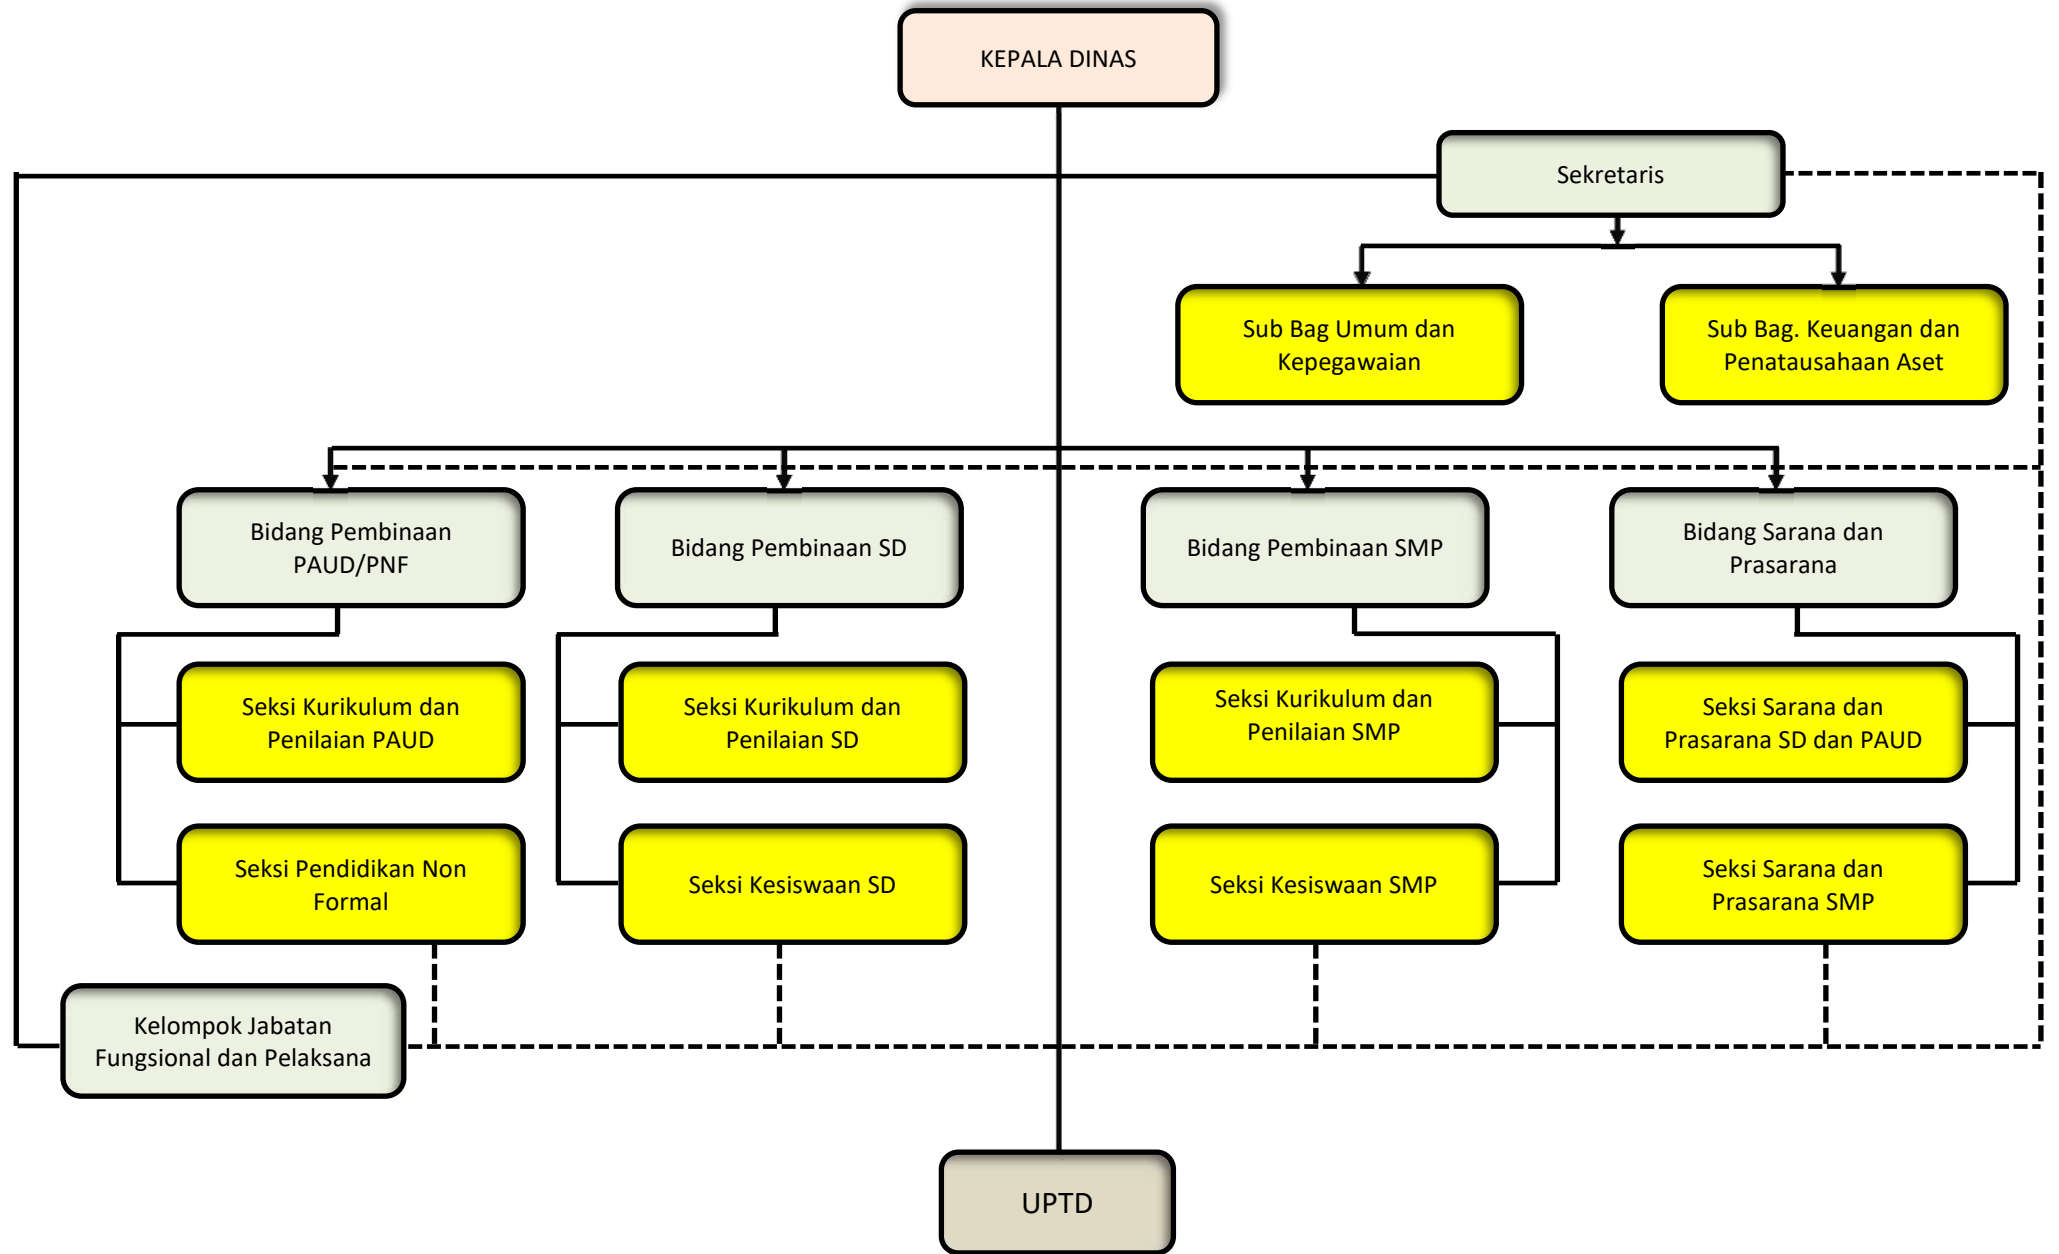 KEPALA DINAS
Sekretaris
Sub Bag Umum dan
Kepegawaian
Sub Bag. Keuangan dan
Penatausahaan Aset
Bidang Pembinaan
PAUD/PNF
Bidang Pembinaan SD
Bidang Pembinaan SMP
Bidang Sarana dan
Prasarana
Seksi Kurikulum dan
Penilaian PAUD
Seksi Kurikulum dan
Penilaian SD
Seksi Kurikulum dan
Penilaian SMP
Seksi Sarana dan
Prasarana SD dan PAUD
Seksi Pendidikan Non
Formal
Seksi Kesiswaan SD
Seksi Kesiswaan SMP
Seksi Sarana dan
Prasarana SMP
Kelompok Jabatan
Fungsional dan Pelaksana
UPTD